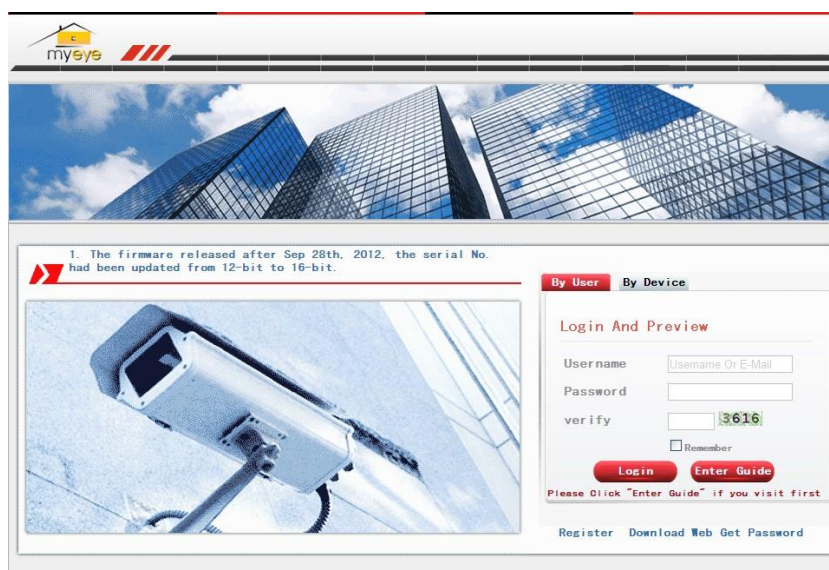 myeye
1. The firmware released after Sep 28th, 2012, the serial No.
had been updated from 12-bit to 16-bit.
By User By Device
Login And Preview
Username Username Or E-Mail
Password
verify 3616
Remember
Login Enter Guide
Please Click "Enter Guide" if you visit first
Register Download Web Get Password